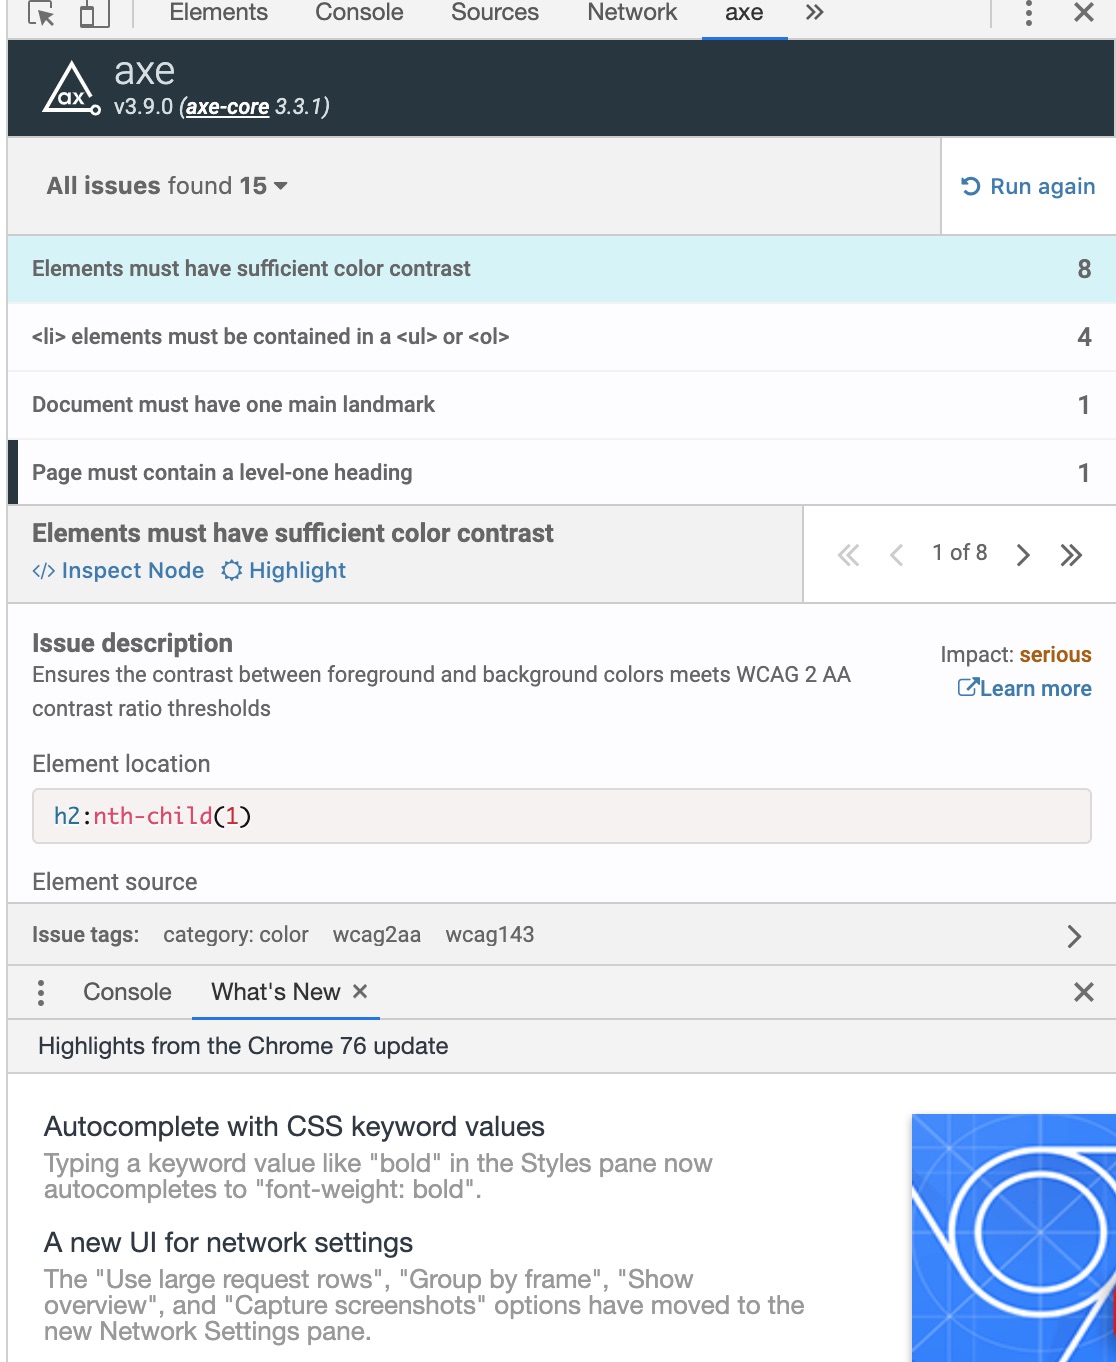 Elements Console Sources Network axe »
ax axe
v3.9.0 (axe-core 3.3.1)
All issues found 15
Run again
Elements must have sufficient color contrast 8
<li> elements must be contained in a <ul> or <ol> 4
Document must have one main landmark 1
Page must contain a level-one heading 1
Elements must have sufficient color contrast
</> Inspect Node Highlight
1 of 8
Issue description
Ensures the contrast between foreground and background colors meets WCAG 2 AA
contrast ratio thresholds
Impact: serious
Learn more
Element location
h2:nth-child(1)
Element source
Issue tags: category: color wcag2aa wcag143
Console What's New ×
Highlights from the Chrome 76 update
Autocomplete with CSS keyword values
Typing a keyword value like "bold" in the Styles pane now
autocompletes to "font-weight: bold".
A new UI for network settings
The "Use large request rows", "Group by frame", "Show
overview", and "Capture screenshots" options have moved to the
new Network Settings pane.